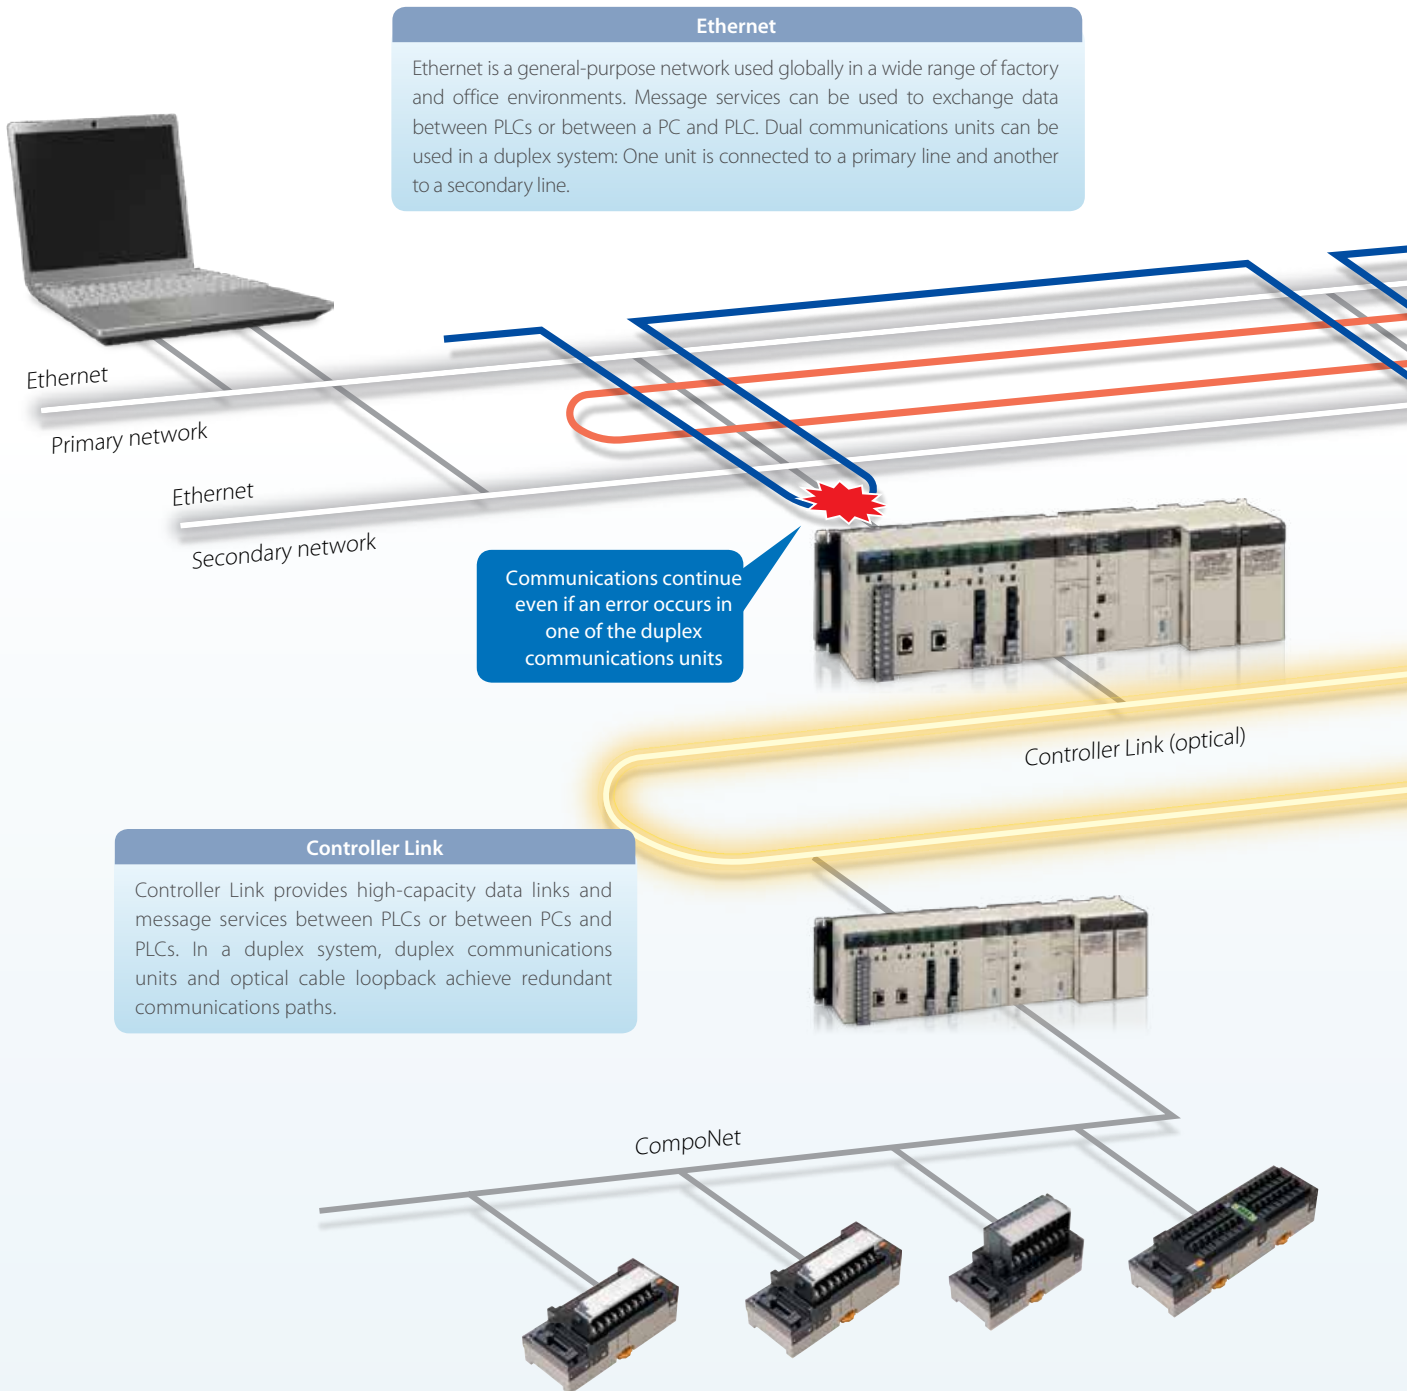 Ethernet
Ethernet is a general-purpose network used globally in a wide range of factory
and office environments. Message services can be used to exchange data
between PLCs or between a PC and PLC. Dual communications units can be
used in a duplex system: One unit is connected to a primary line and another
to a secondary line.
Ethernet
Primary network
Ethernet
Secondary network
Communications continue
even if an error occurs in
one of the duplex
communications units
Controller Link (optical)
Controller Link
Controller Link provides high-capacity data links and
message services between PLCs or between PCs and
PLCs. In a duplex system, duplex communications
units and optical cable loopback achieve redundant
communications paths.
CompoNet